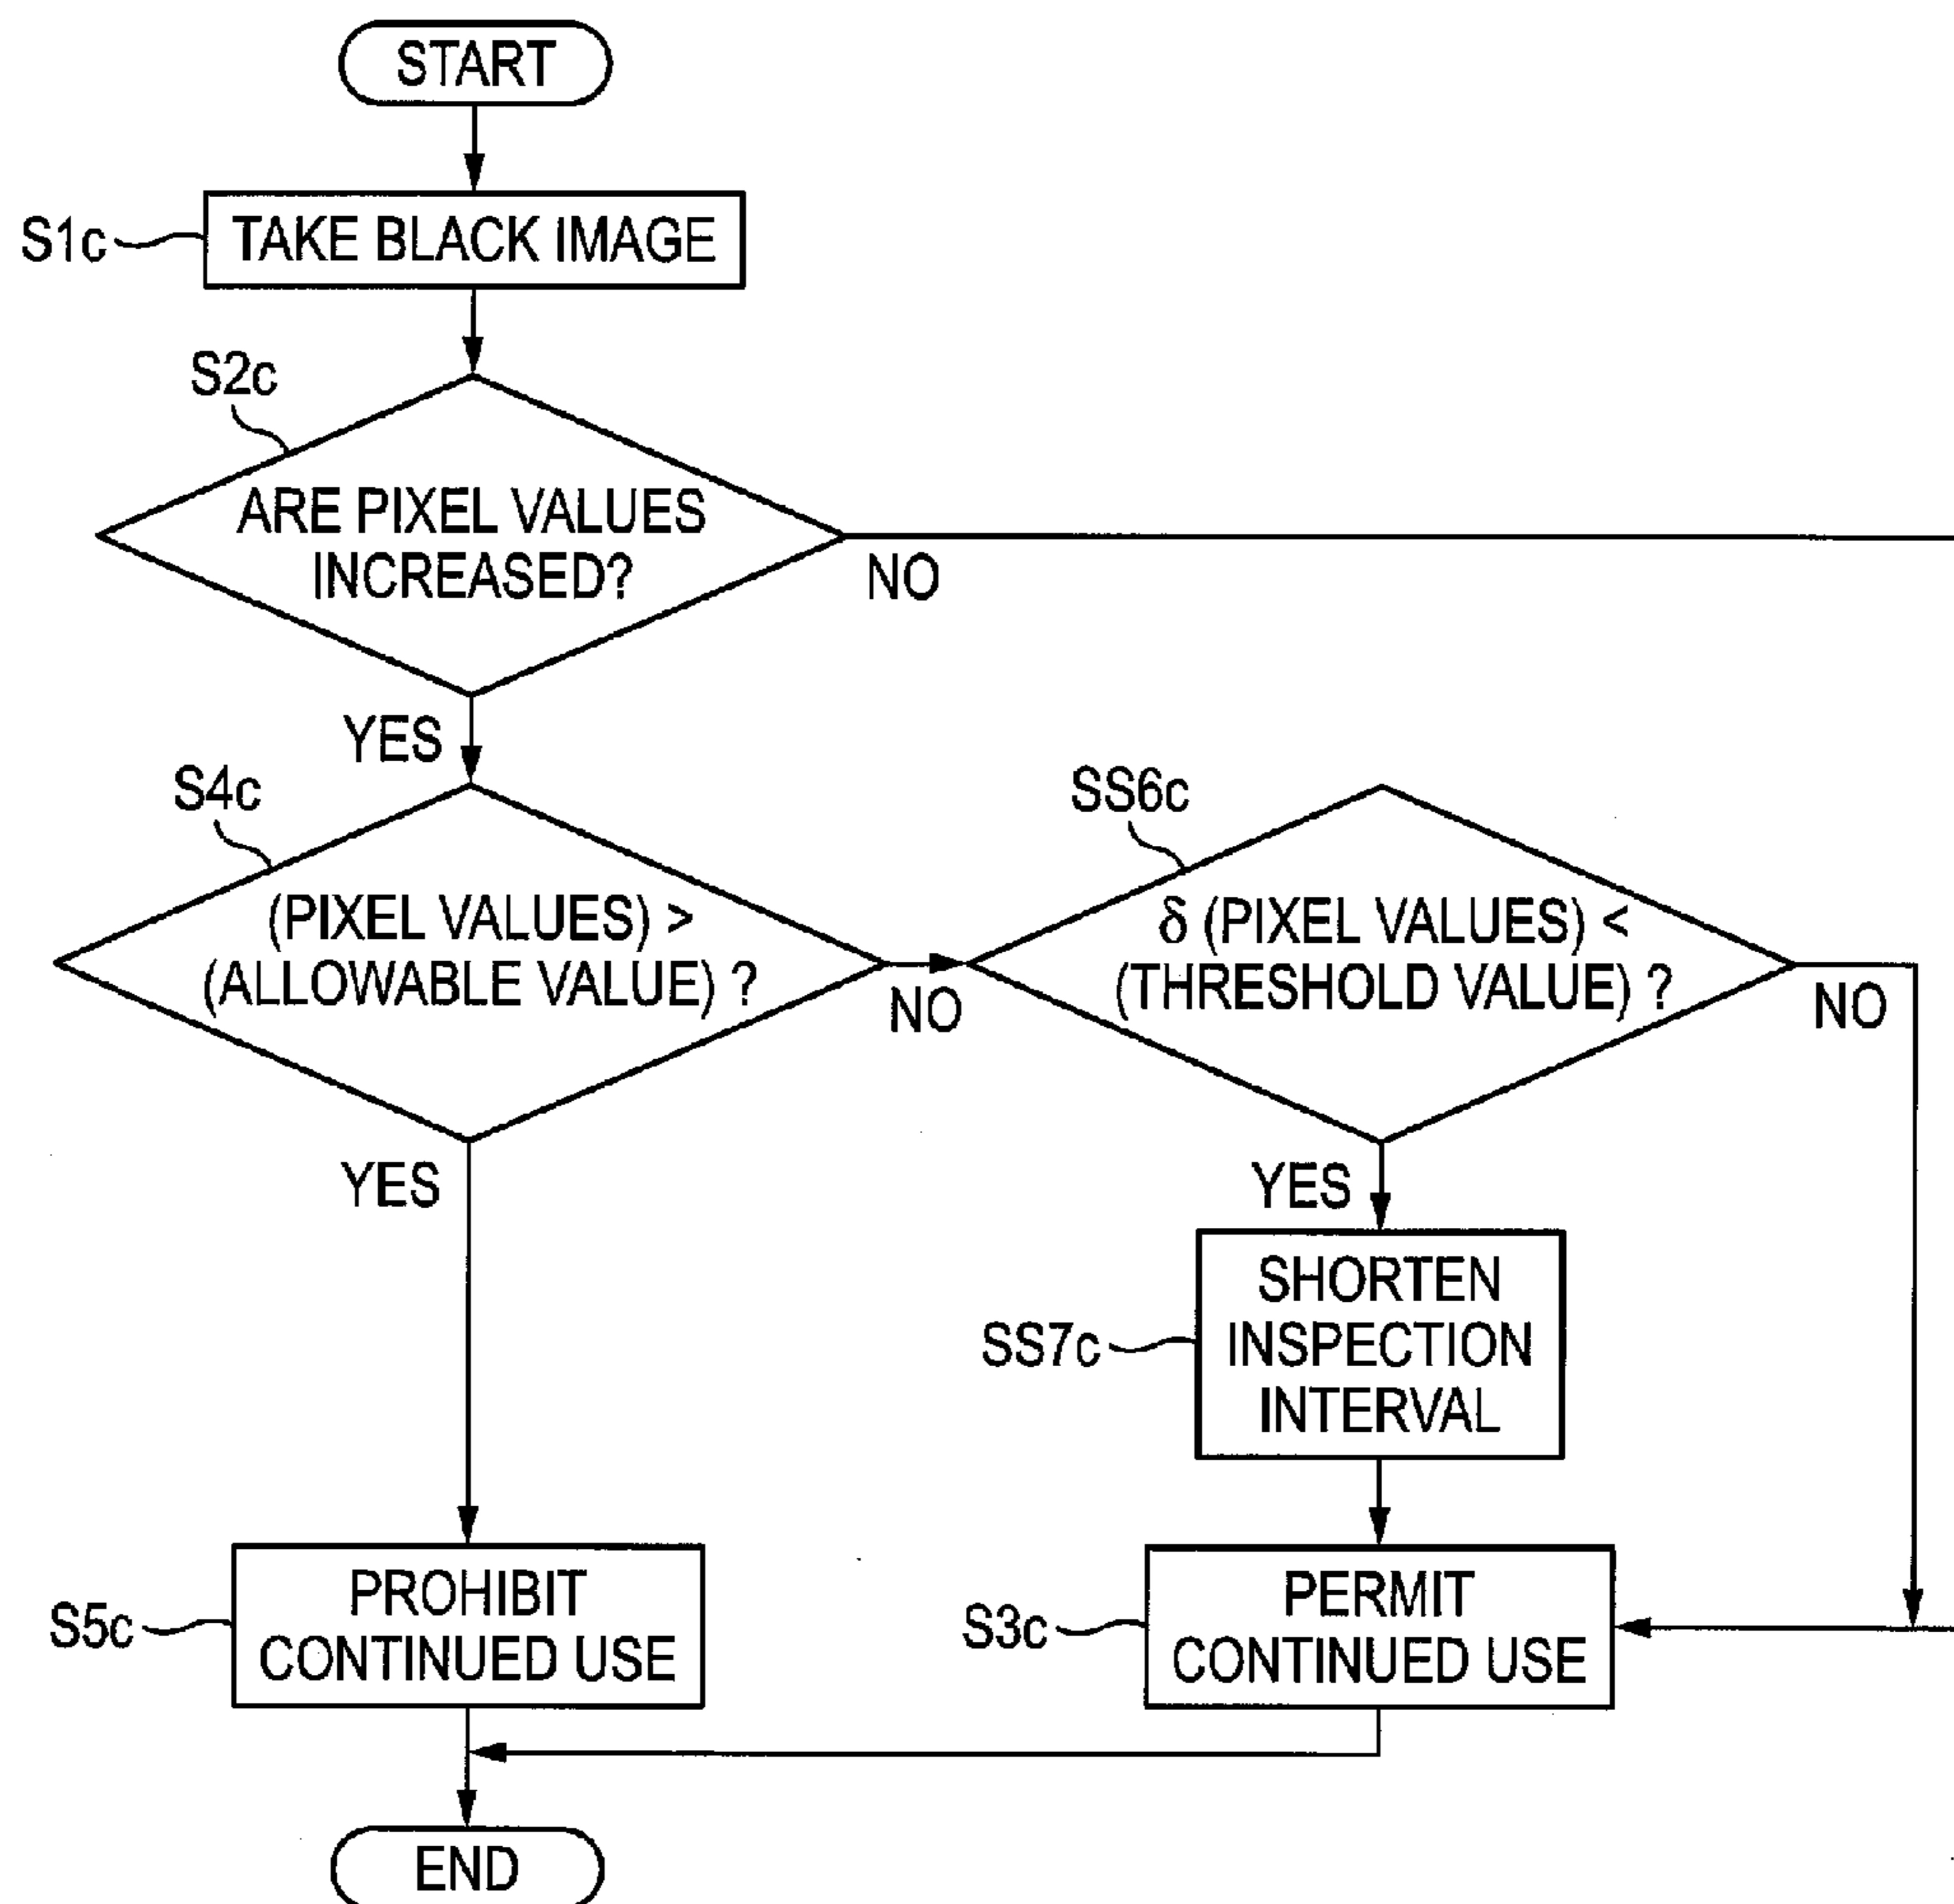 START
S1c
TAKE BLACK IMAGE
S2c
ARE PIXEL VALUES
INCREASED?
NO
YES
S4c
(PIXEL VALUES) >
(ALLOWABLE VALUE) ?
NO
YES
SS6c
δ (PIXEL VALUES) <
(THRESHOLD VALUE) ?
NO
YES
SS7c
SHORTEN
INSPECTION
INTERVAL
S5c
PROHIBIT
CONTINUED USE
S3c
PERMIT
CONTINUED USE
END